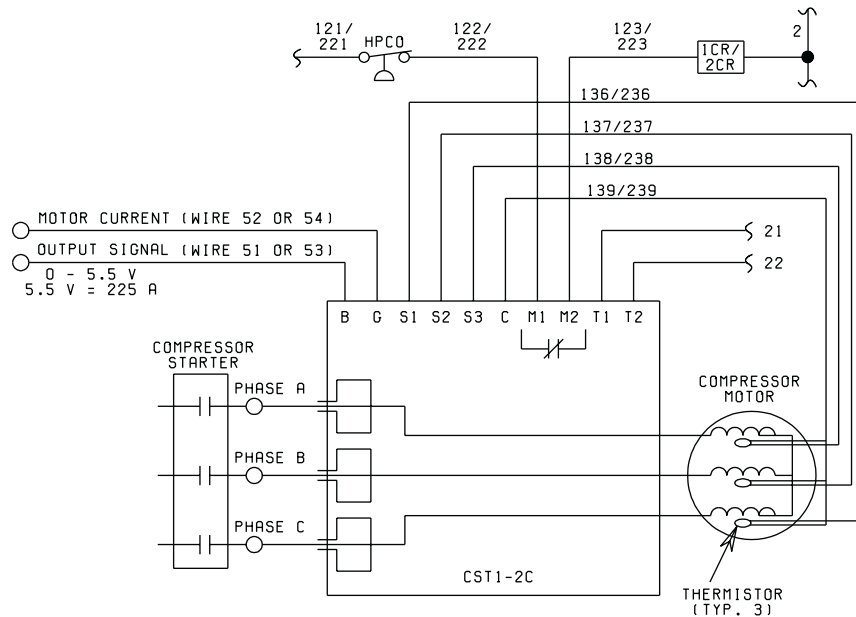 121/
221
HPCO
122/
222
123/
223
1CR/
2CR
2
136/236
137/237
138/238
139/239
MOTOR CURRENT (WIRE 52 OR 54)
OUTPUT SIGNAL (WIRE 51 OR 53)
0 - 5.5 V
5.5 V = 225 A
21
22
B G S1 S2 S3 C M1 M2 T1 T2
COMPRESSOR
STARTER
PHASE A
PHASE B
PHASE C
COMPRESSOR
MOTOR
CST1-2C
THERMISTOR
(TYP. 3)